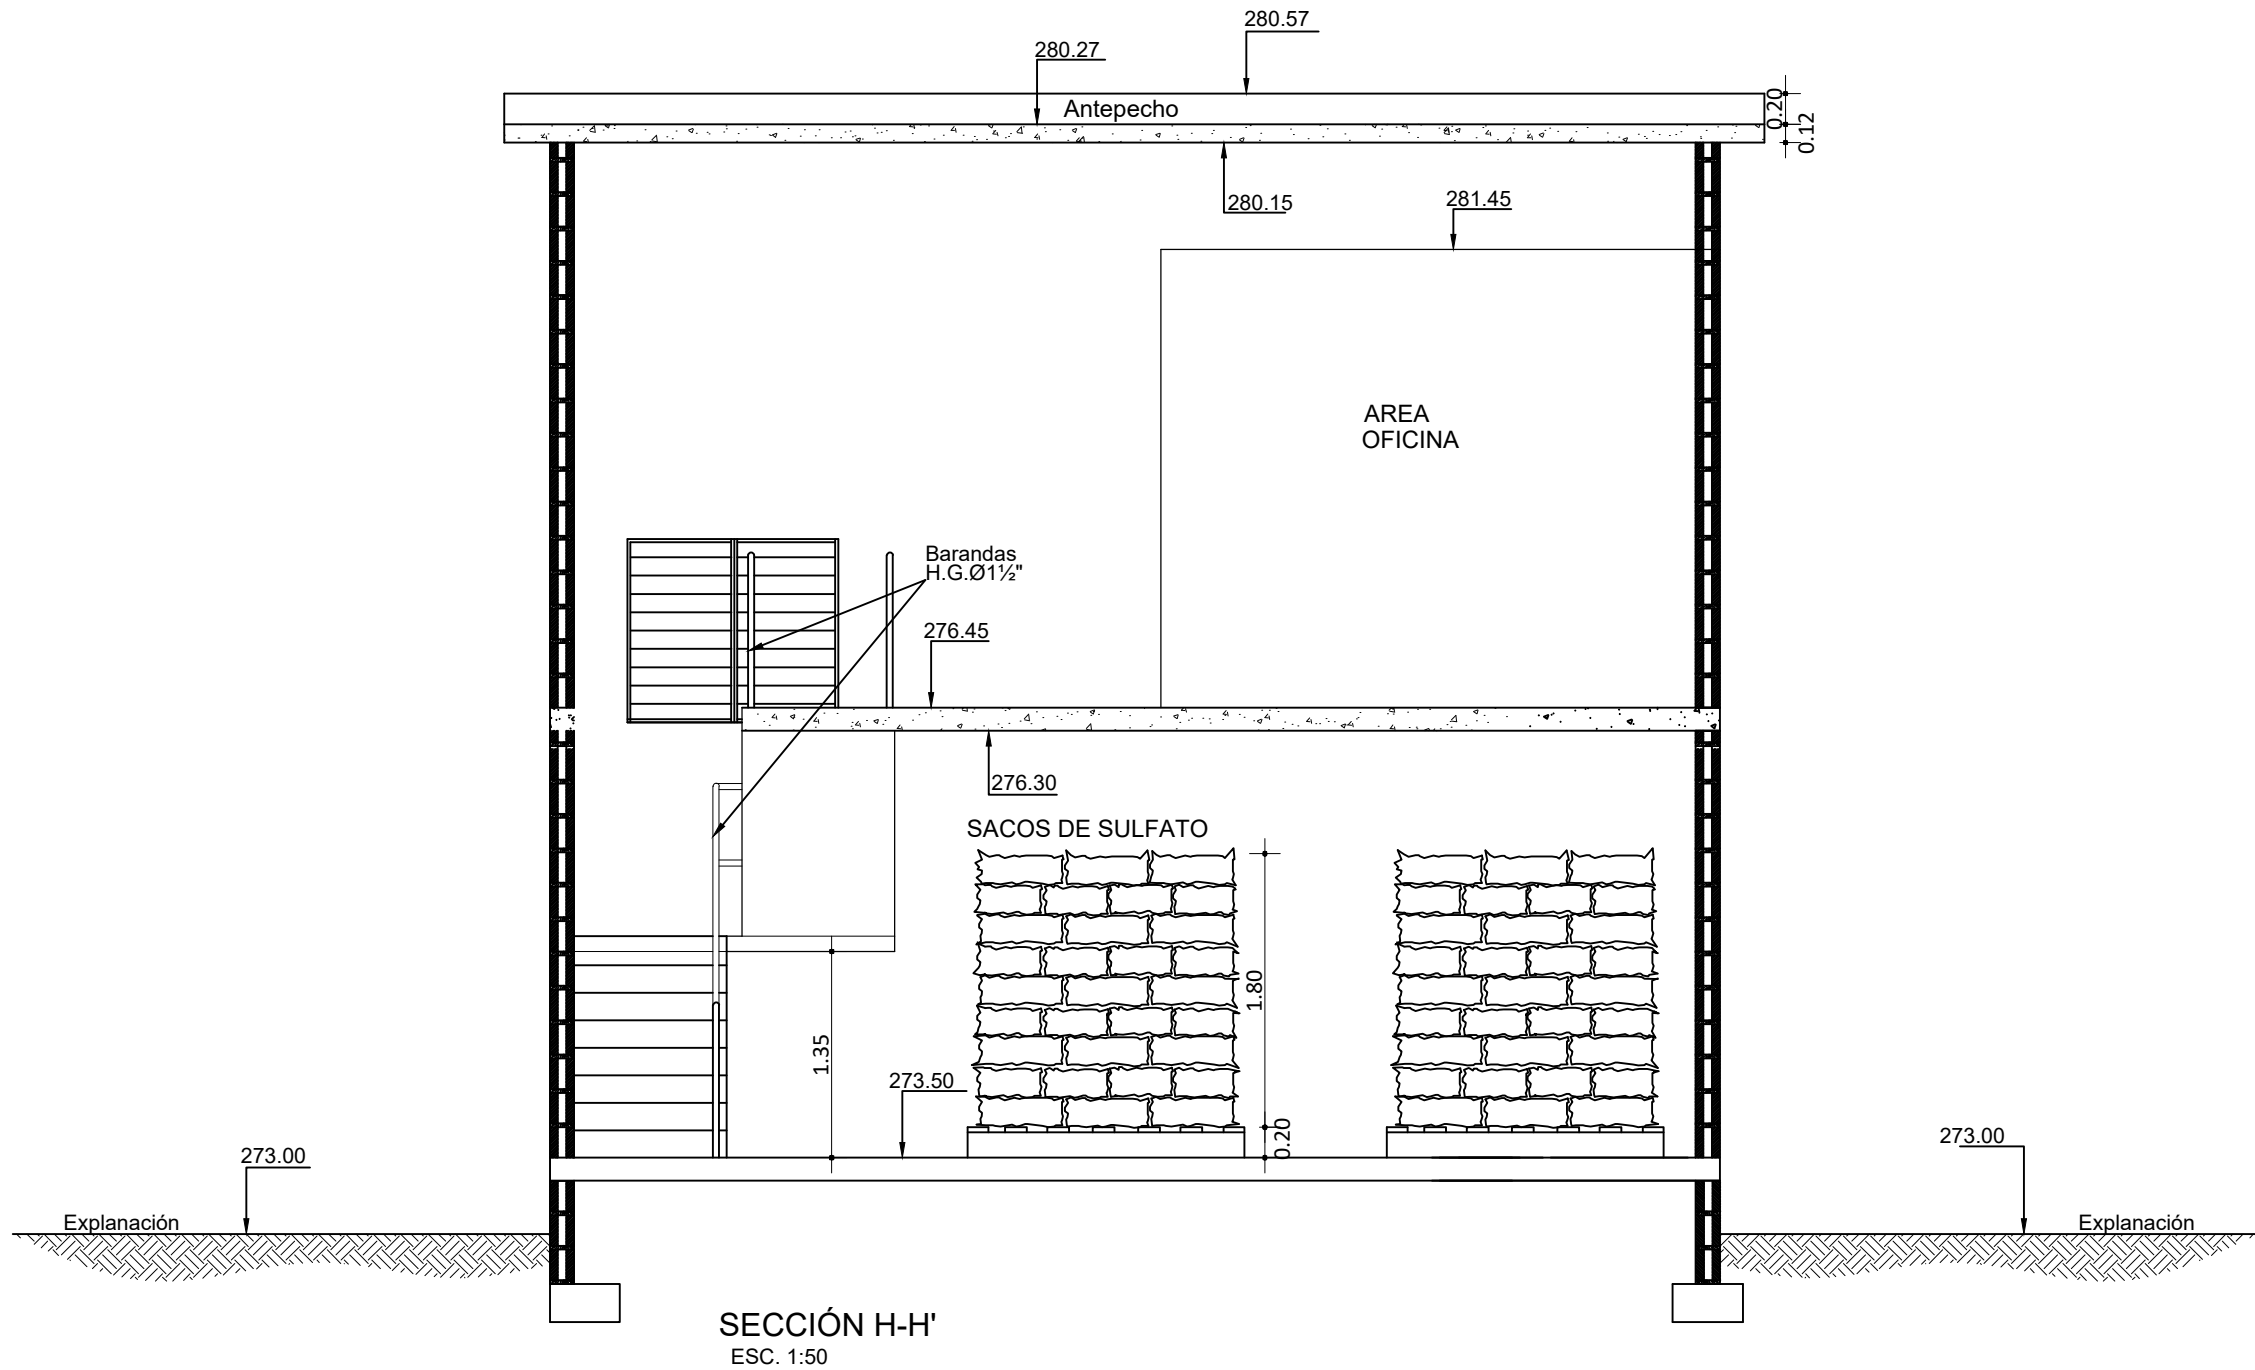 280.57
280.27
Antepecho
0.20
0.12
280.15
281.45
AREA
OFICINA
Barandas
H.G.Ø1½"
276.45
276.30
SACOS DE SULFATO
1.80
1.35
273.50
0.20
273.00
273.00
Explanación
Explanación
SECCIÓN H-H'
ESC. 1:50